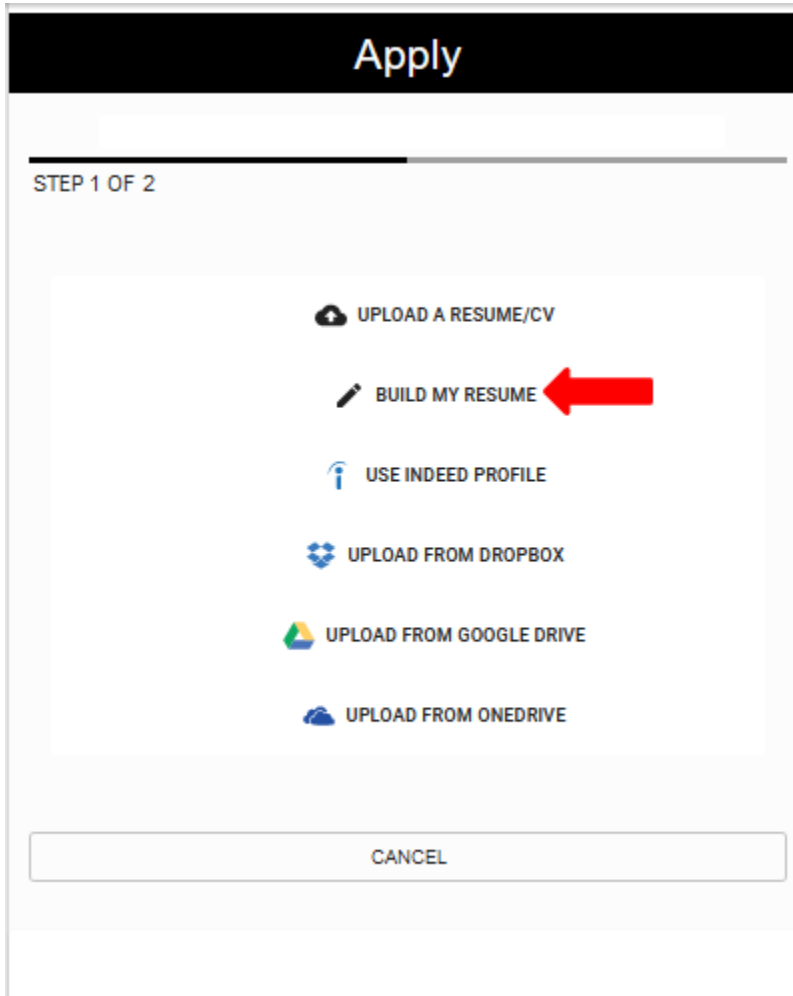 Apply
STEP 1 OF 2
UPLOAD A RESUME/CV
BUILD MY RESUME
USE INDEED PROFILE
UPLOAD FROM DROPBOX
UPLOAD FROM GOOGLE DRIVE
UPLOAD FROM ONEDRIVE
CANCEL